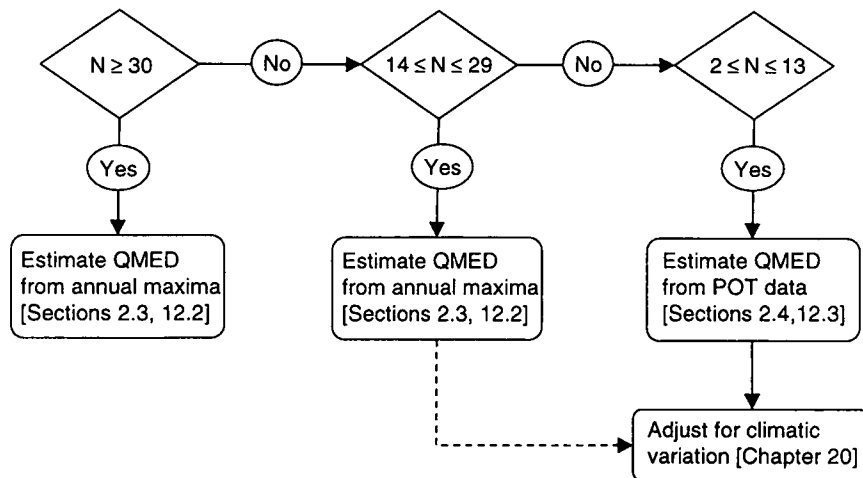 N ≥ 30
No
14 ≤ N ≤ 29
No
2 ≤ N ≤ 13
Yes
Yes
Yes
Estimate QMED
from annual maxima
[Sections 2.3, 12.2]
Estimate QMED
from annual maxima
[Sections 2.3, 12.2]
Estimate QMED
from POT data
[Sections 2.4,12.3]
Adjust for climatic
variation [Chapter 20]